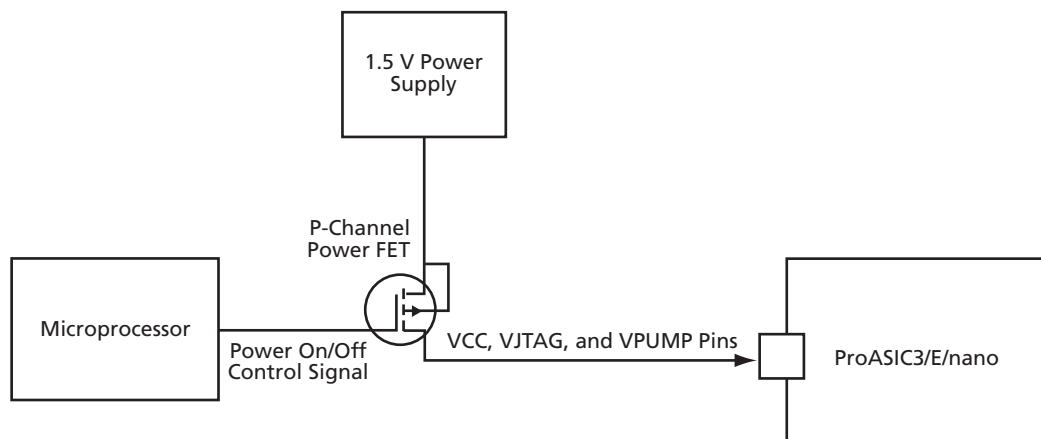 1.5 V Power
Supply
P-Channel
Power FET
Microprocessor
Power On/Off
Control Signal
VCC, VJTAG, and VPUMP Pins
ProASIC3/E/nano